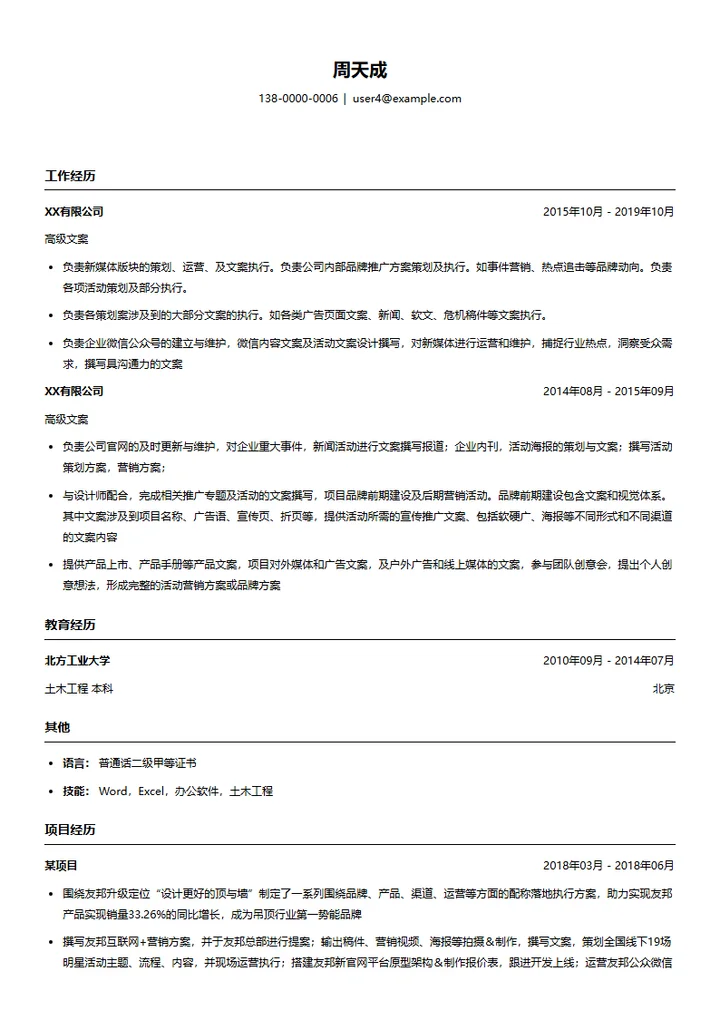 周天成
138-0000-0006 | user4@example.com
工作经历
XX有限公司 2015年10月 - 2019年10月
高级文案
• 负责新媒体版块的策划、运营、及文案执行。负责公司内部品牌推广方案策划及执行。如事件营销、热点追击等品牌动向。负责
各项活动策划及部分执行。
• 负责各策划案涉及到的大部分文案的执行。如各类广告页面文案、新闻、软文、危机稿件等文案执行。
• 负责企业微信公众号的建立与维护，微信内容文案及活动文案设计撰写，对新媒体进行运营和维护，捕捉行业热点，洞察受众需
求，撰写具沟通力的文案
XX有限公司 2014年08月 - 2015年09月
高级文案
• 负责公司官网的及时更新与维护，对企业重大事件，新闻活动进行文案撰写报道；企业内刊，活动海报的策划与文案；撰写活动
策划方案，营销方案；
• 与设计师配合，完成相关推广专题及活动的文案撰写，项目品牌前期建设及后期营销活动。品牌前期建设包含文案和视觉体系。
其中文案涉及到项目名称、广告语、宣传页、折页等，提供活动所需的宣传推广文案、包括软硬广、海报等不同形式和不同渠道
的文案内容
• 提供产品上市、产品手册等产品文案，项目对外媒体和广告文案，及户外广告和线上媒体的文案，参与团队创意会，提出个人创
意想法，形成完整的活动营销方案或品牌方案
教育经历
北方工业大学 2010年09月 - 2014年07月
土木工程 本科 北京
其他
• 语言： 普通话二级甲等证书
• 技能： Word，Excel，办公软件，土木工程
项目经历
某项目 2018年03月 - 2018年06月
• 围绕友邦升级定位“设计更好的顶与墙”制定了一系列围绕品牌、产品、渠道、运营等方面的配称落地执行方案，助力实现友邦
产品实现销量33.26%的同比增长，成为吊顶行业第一势能品牌
• 撰写友邦互联网+营销方案，并于友邦总部进行提案；输出稿件、营销视频、海报等拍摄＆制作，撰写文案，策划全国线下19场
明星活动主题、流程、内容，并现场运营执行；搭建友邦新官网平台原型架构＆制作报价表，跟进开发上线；运营友邦公众微信